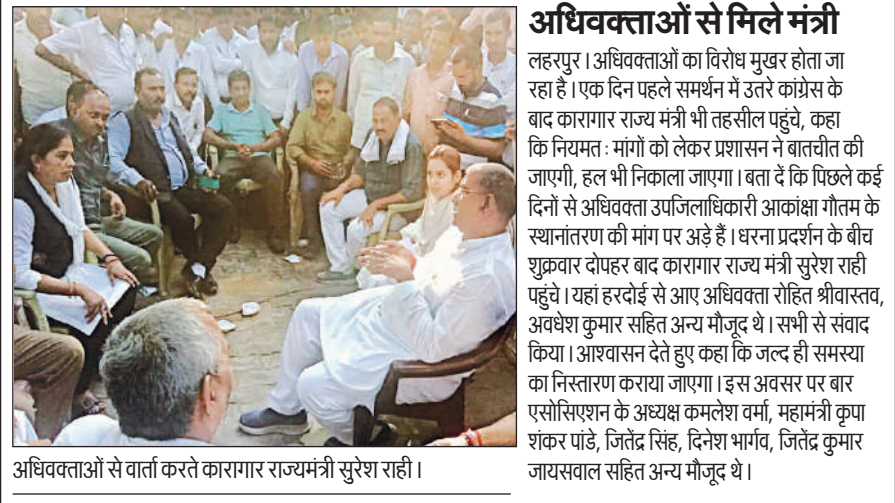 अधिवक्ताओं से मिले मंत्री
लहरपुर । अधिवक्ताओं का विरोध मुखर होता जा
रहा है । एक दिन पहले समर्थन में उतरे कांग्रेस के
बाद कारागार राज्य मंत्री भी तहसील पहुंचे, कहा
कि नियमत : मांगों को लेकर प्रशासन ने बातचीत की
जाएगी, हल भी निकाला जाएगा । बता दें कि पिछले कई
दिनों से अधिवक्ता उपजिलाधिकारी आकांक्षा गौतम के
स्थानांतरण की मांग पर अड़े हैं । धरना प्रदर्शन के बीच
शुक्रवार दोपहर बाद कारागार राज्य मंत्री सुरेश राही
पहुंचे । यहां हरदोई से आए अधिवक्ता रोहित श्रीवास्तव,
अवधेश कुमार सहित अन्य मौजूद थे । सभी से संवाद
किया । आश्वासन देते हुए कहा कि जल्द ही समस्या
का निस्तारण कराया जाएगा । इस अवसर पर बार
एसोसिएशन के अध्यक्ष कमलेश वर्मा, महामंत्री कृपा
शंकर पांडे, जितेंद्र सिंह, दिनेश भार्गव, जितेंद्र कुमार
जायसवाल सहित अन्य मौजूद थे ।
अधिवक्ताओं से वार्ता करते कारागार राज्यमंत्री सुरेश राही ।